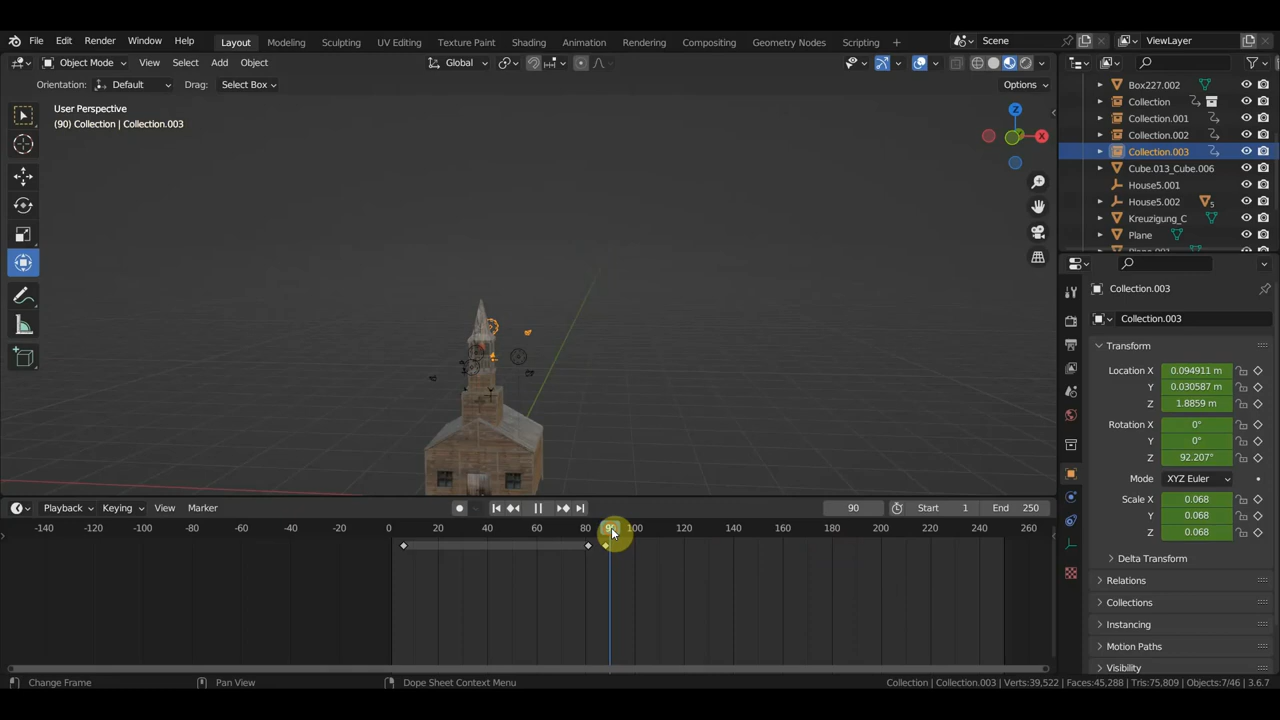 File Edit Render Window Help Layout Modeling Sculpting UV Editing Texture Paint Shading Animation Rendering Compositing Geometry Nodes Scripting + Scene ViewLayer
Object Mode View Select Add Object Global
Orientation: Default Drag: Select Box Options
User Perspective
(90) Collection | Collection.003
Z
X
Box227.002
Collection
Collection.001
Collection.002
Collection.003
Cube.013_Cube.006
House5.001
House5.002 5
Kreuzigung_C
Plane
Collection.003
Collection.003
Transform
Location X 0.094911 m
Y 0.030587 m
Z 1.8859 m
Rotation X 0°
Y 0°
Z 92.207°
Mode XYZ Euler
Scale X 0.068
Y 0.068
Z 0.068
Delta Transform
Relations
Collections
Instancing
Motion Paths
Visibility
Playback Keying View Marker 90 Start 1 End 250
-140 -120 -100 -80 -60 -40 -20 0 20 40 60 80 90 100 120 140 160 180 200 220 240 260
Change Frame Pan View Dope Sheet Context Menu Collection | Collection.003 | Verts:39,522 | Faces:45,288 | Tris:75,809 | Objects:7/46 | 3.6.7